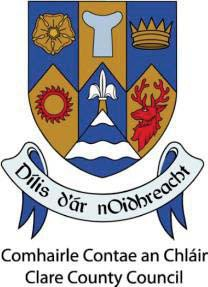 Dílis d'ár nOidhreacht
Comhairle Contae an Chláir
Clare County Council